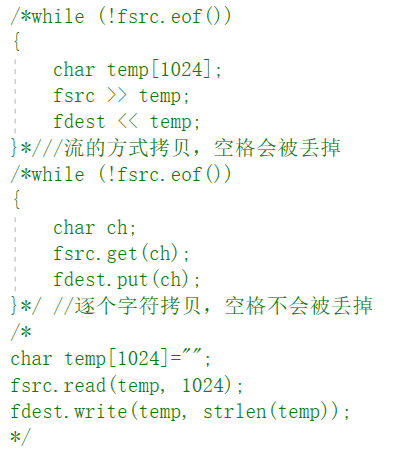 /*while (!fsrc.eof())
{
    char temp[1024];
    fsrc >> temp;
    fdest << temp;
}*///流的方式拷贝，空格会被丢掉
/*while (!fsrc.eof())
{
    char ch;
    fsrc.get(ch);
    fdest.put(ch);
}*/ //逐个字符拷贝，空格不会被丢掉
/*
char temp[1024]="";
fsrc.read(temp, 1024);
fdest.write(temp, strlen(temp));
*/